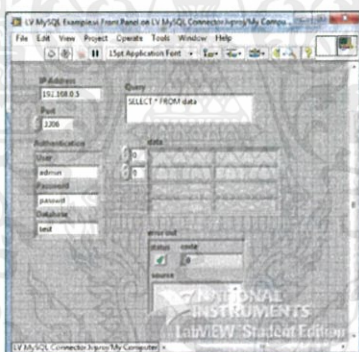 LV MySQL Example.vi Front Panel on LV MySQL Connector.lvproj/My Compu...
File Edit View Project Operate Tools Window Help
15pt Application Font
IP Address
192.168.0.5
Port
3306
Query
SELECT * FROM data
Authentication
User
admin
Password
passwd
Database
test
data
0
0
error out
status code
0
source
NATIONAL
INSTRUMENTS
LabVIEW Student Edition
LV MySQL Connector.lvproj/My Computer